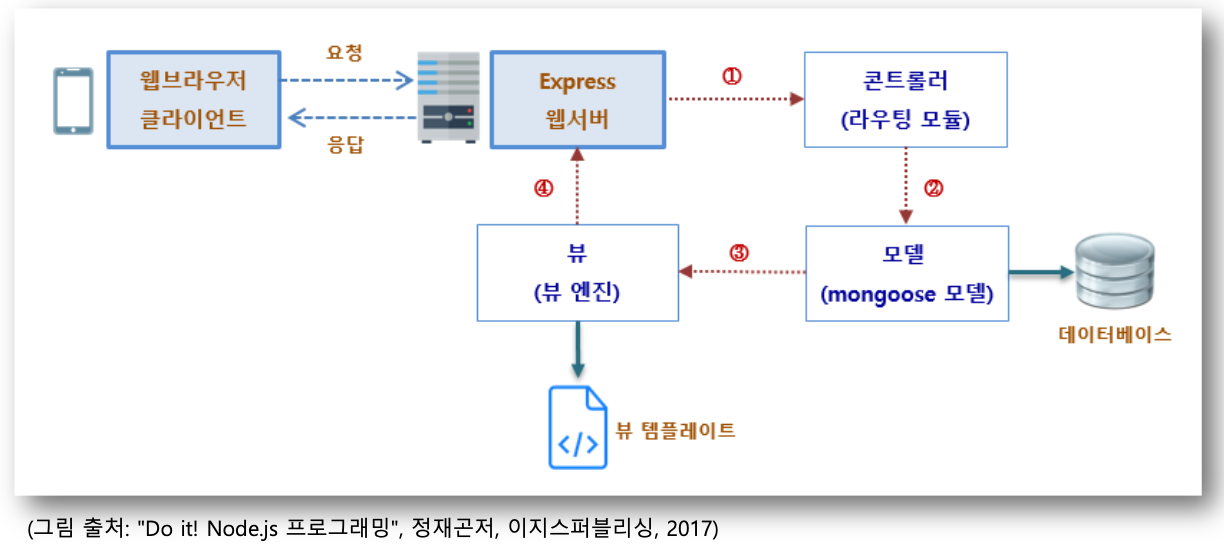 요청
웹브라우저
클라이언트
응답
Express
웹서버
①
콘트롤러
(라우팅 모듈)
②
④
뷰
(뷰 엔진)
③
모델
(mongoose 모델)
데이터베이스
</>
뷰 템플레이트
(그림 출처: "Do it! Node.js 프로그래밍", 정재곤저, 이지스퍼블리싱, 2017)